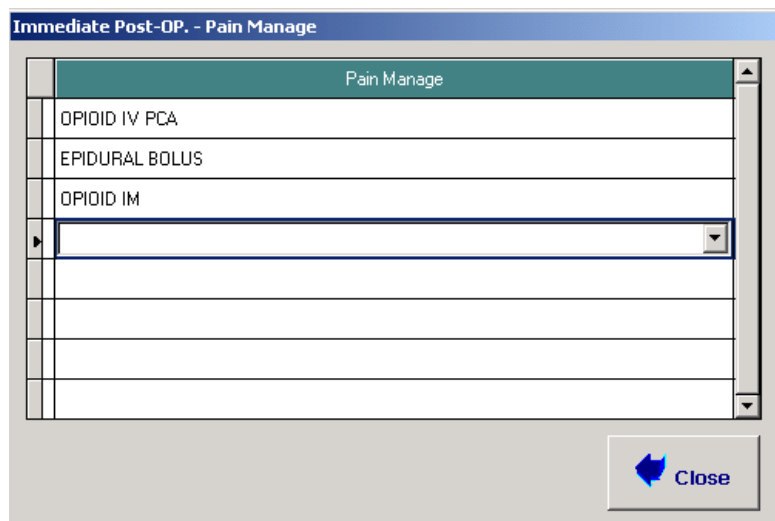 Immediate Post-OP. - Pain Manage
Pain Manage
OPIOID IV PCA
EPIDURAL BOLUS
OPIOID IM
Close